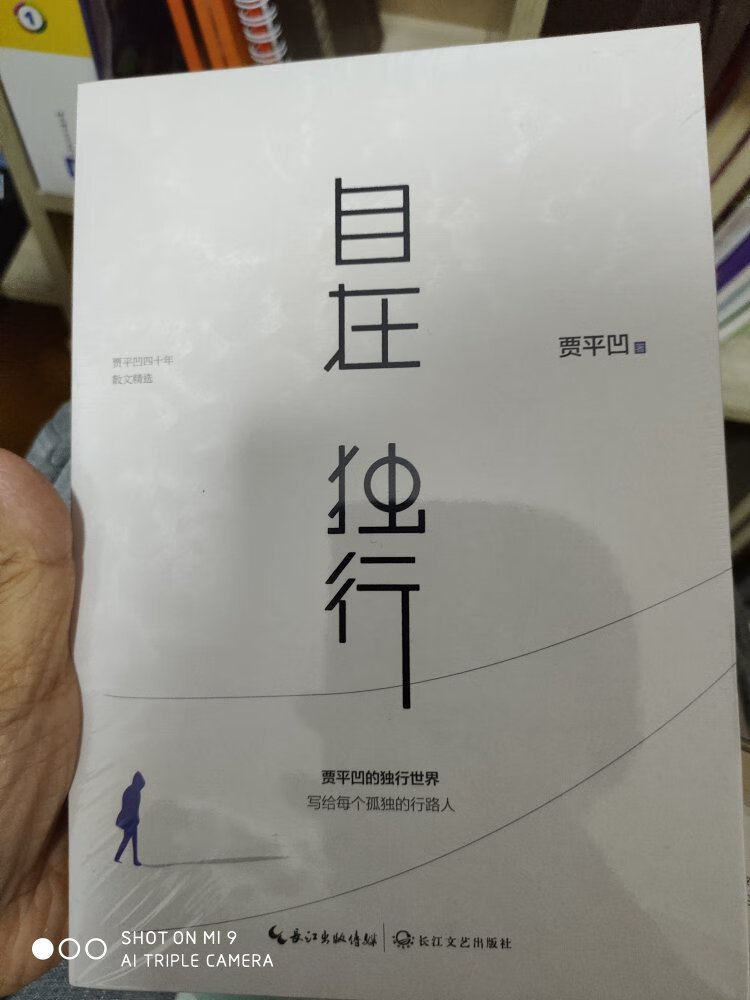 自在 独行
贾平凹 著
贾平凹四十年
散文精选
贾平凹的独行世界
写给每个孤独的行路人
长江出版传媒 长江文艺出版社
SHOT ON MI 9
AI TRIPLE CAMERA
1